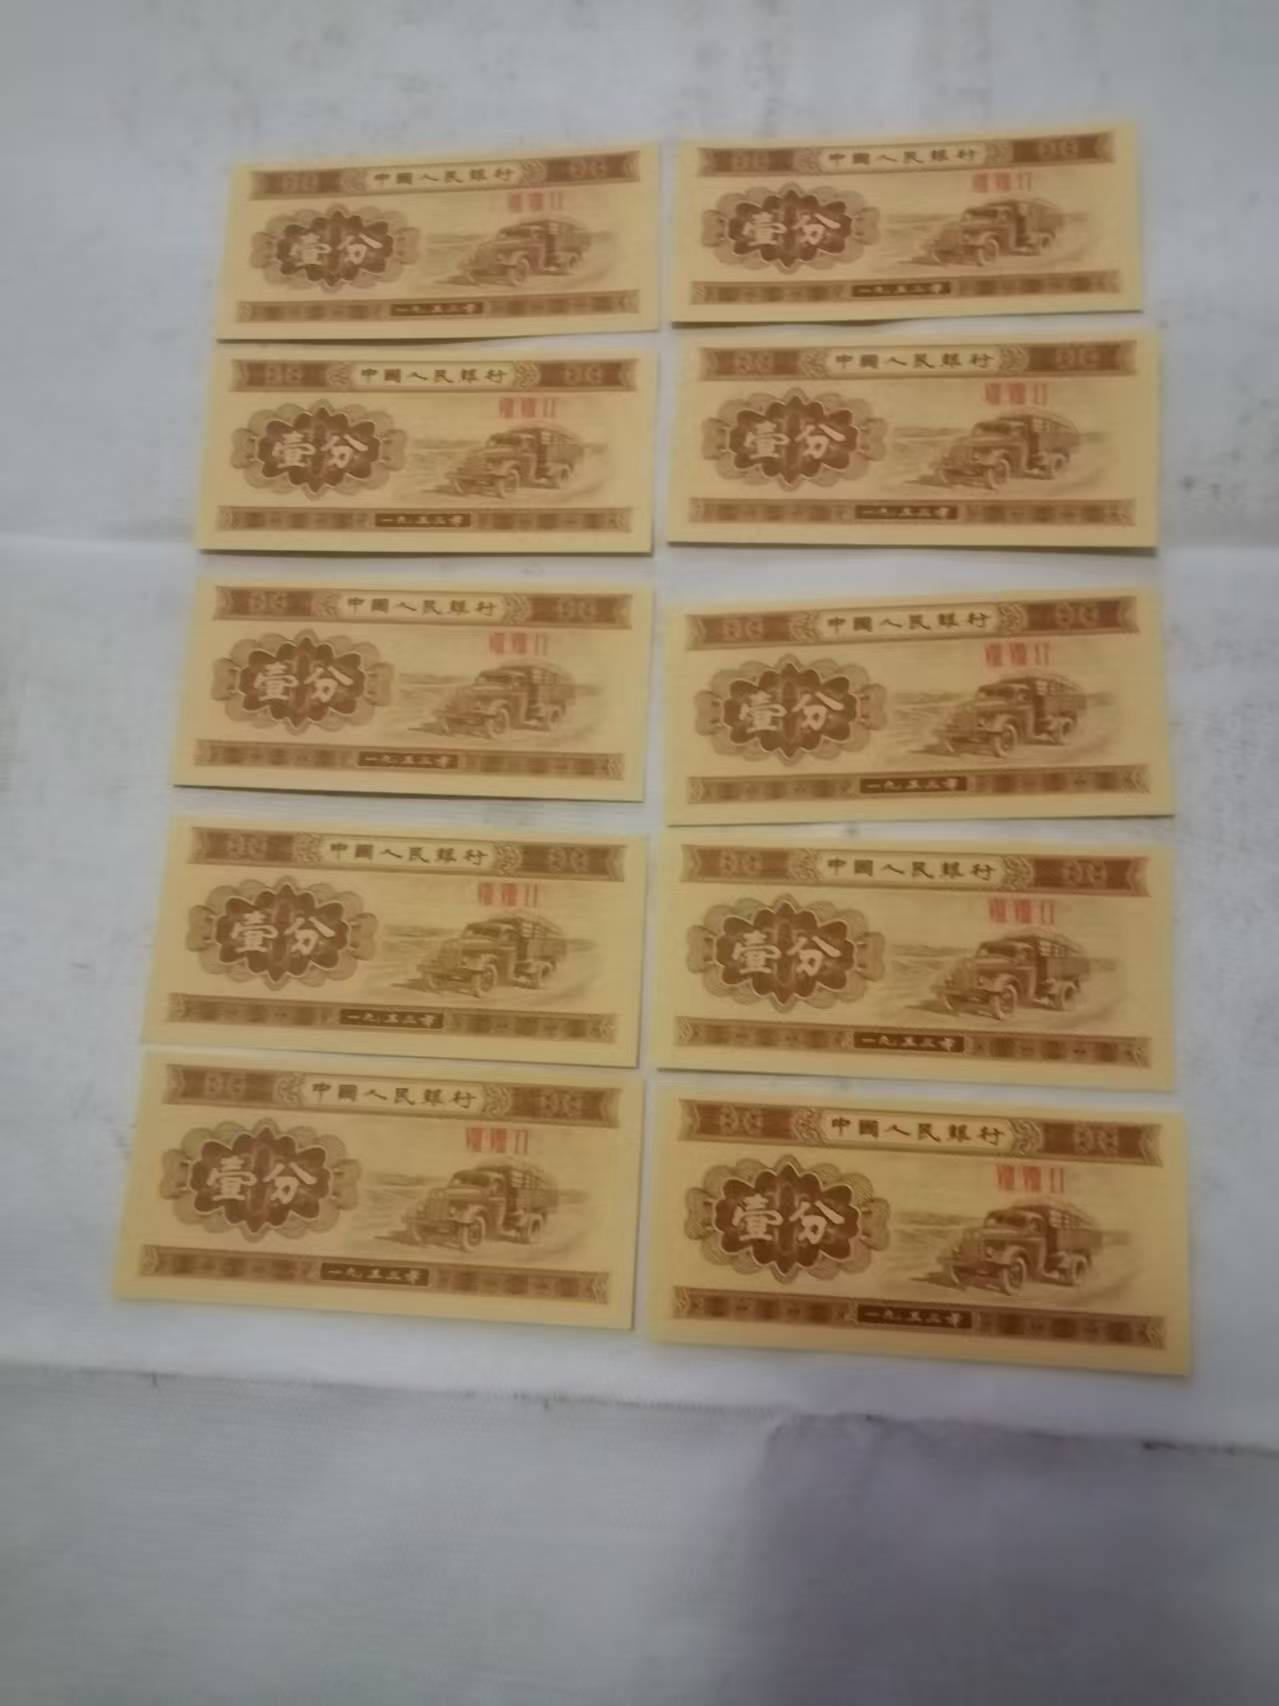 中國人民銀行
壹分
一九五三年
中國人民銀行
壹分
一九五三年
中國人民銀行
壹分
一九五三年
中國人民銀行
壹分
一九五三年
中國人民銀行
壹分
一九五三年
中國人民銀行
壹分
一九五三年
中國人民銀行
壹分
一九五三年
中國人民銀行
壹分
一九五三年
中國人民銀行
壹分
一九五三年
中國人民銀行
壹分
一九五三年